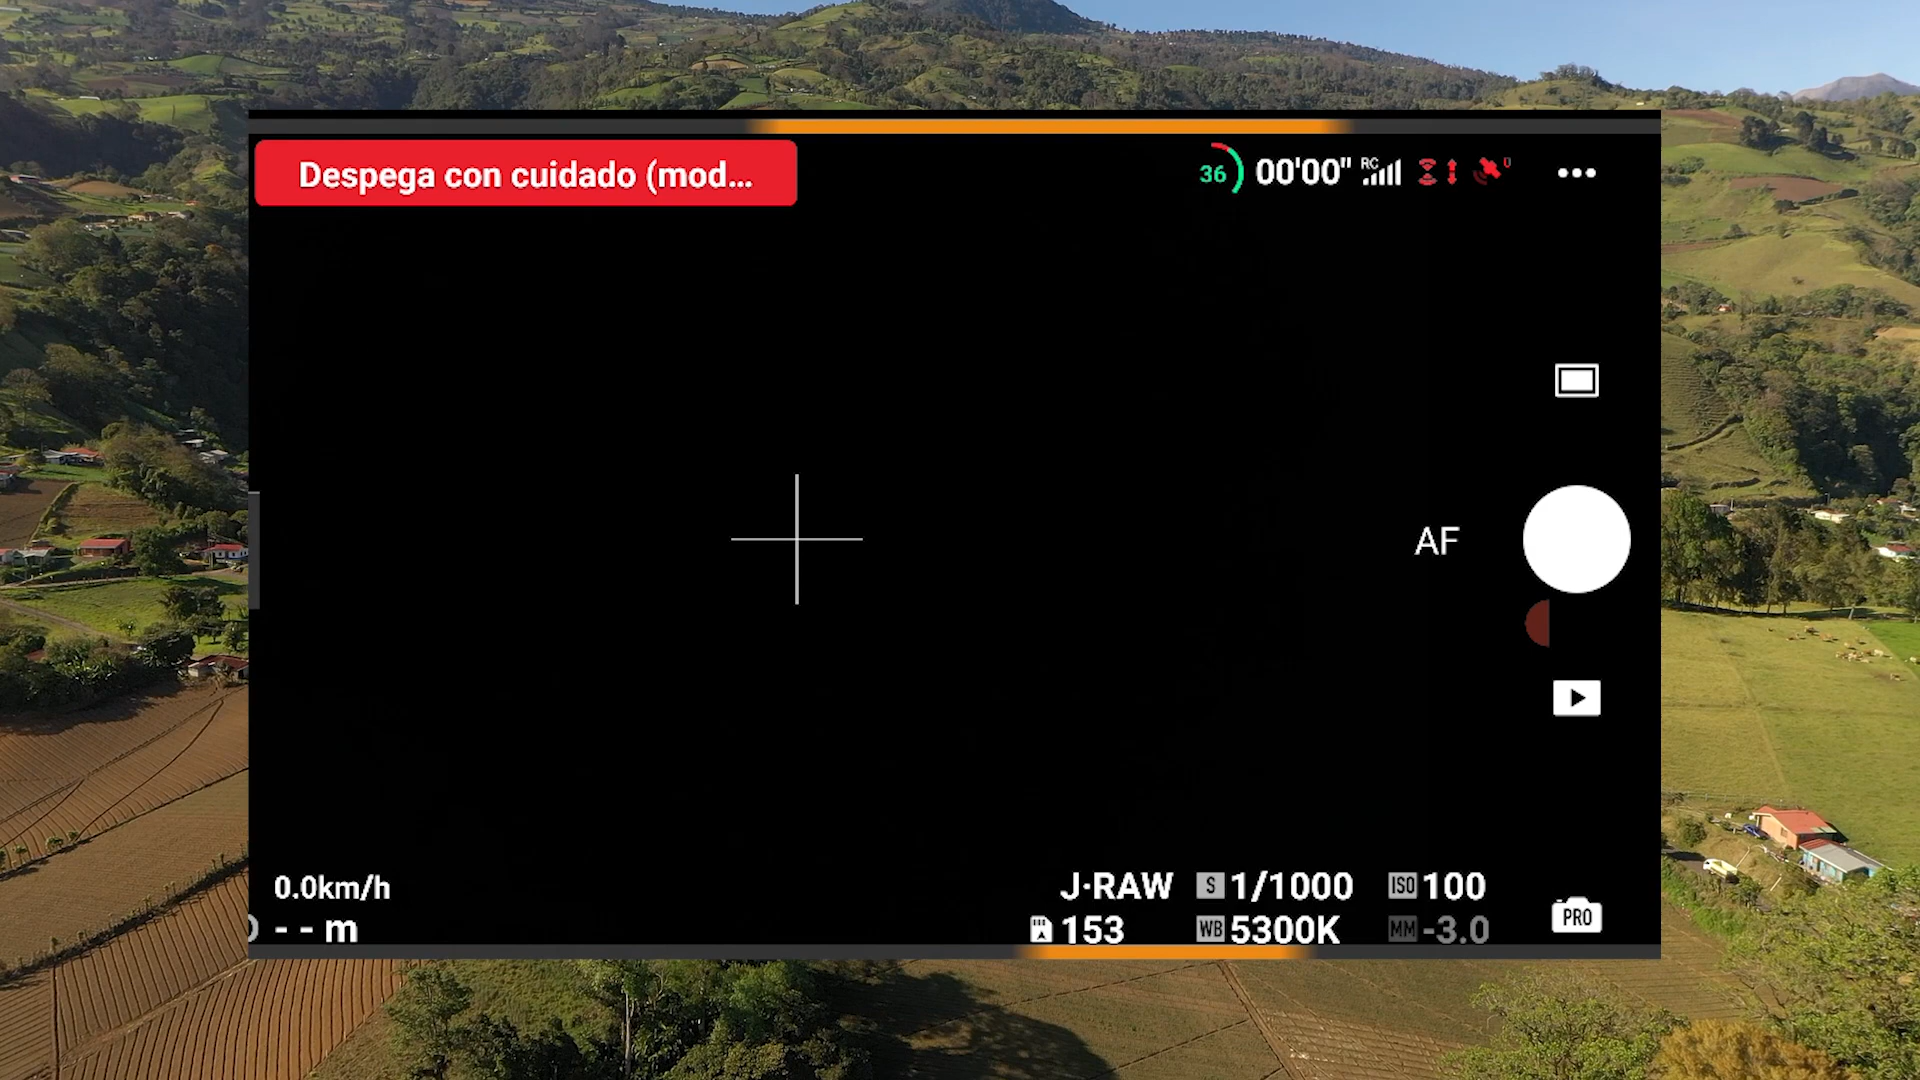 Despega con cuidado (mod...
36 00'00" RC
AF
0.0km/h
- - m
J·RAW S 1/1000 ISO 100
153 WB 5300K MM -3.0
PRO